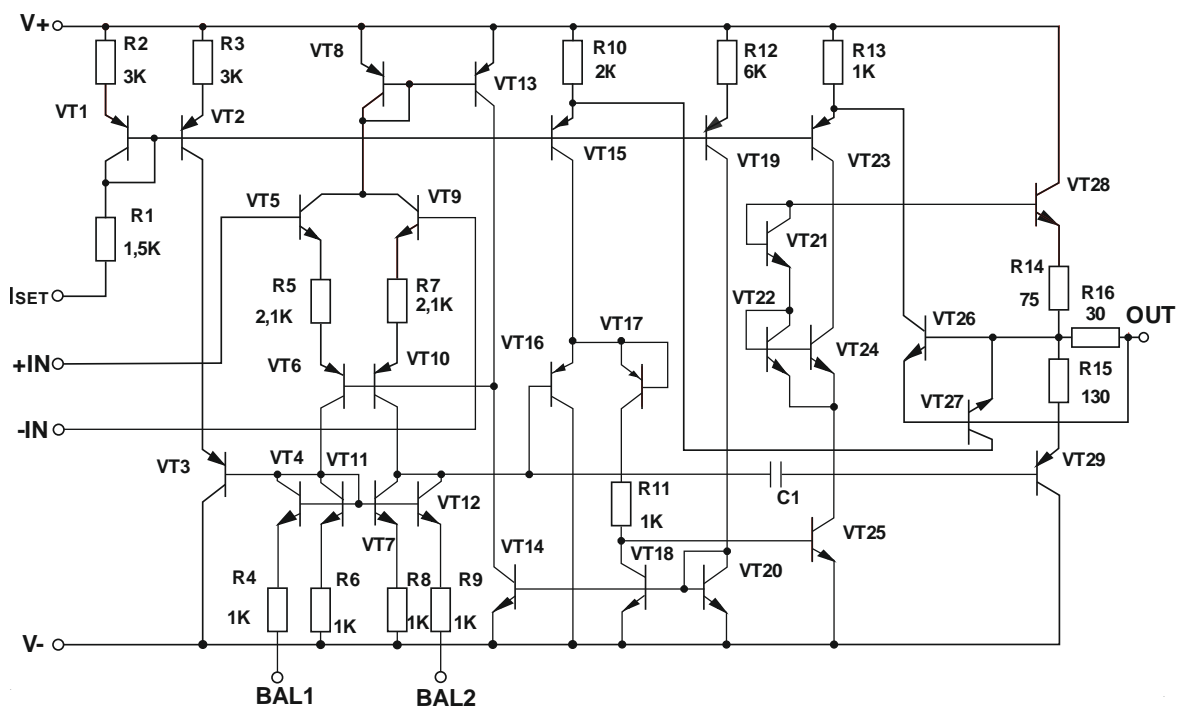 V+
R2
3K
R3
3K
VT8
VT13
R10
2K
R12
6K
R13
1K
VT1
VT2
VT15
VT19
VT23
VT5
VT9
VT28
R1
1,5K
VT21
ISET
R5
2,1K
R7
2,1K
VT22
R14
75
R16
30
OUT
+IN
VT6
VT10
VT16
VT17
VT24
VT26
R15
130
-IN
VT27
VT3
VT4
VT11
VT12
VT29
R11
1K
C1
VT7
VT14
VT18
VT20
VT25
R4
1K
R6
1K
R8
1K
R9
1K
V-
BAL1
BAL2